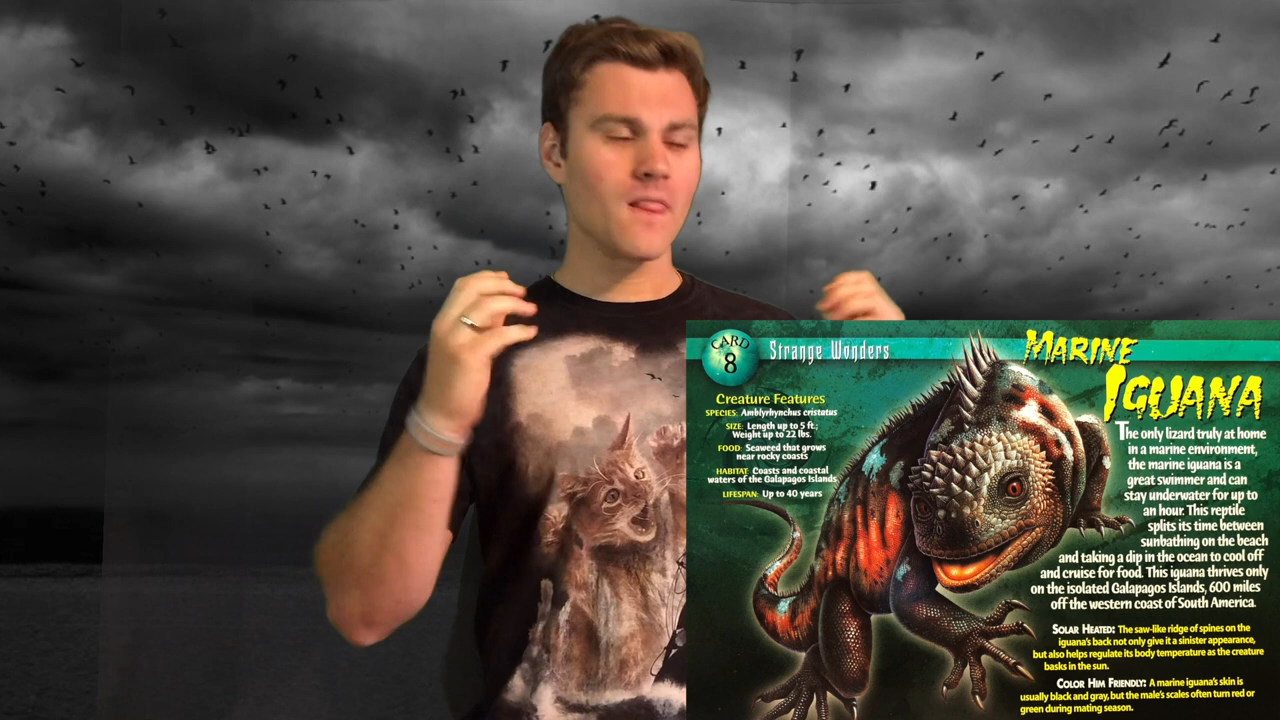 CARD
8
Strange Wonders
MARINE
IGUANA
Creature Features
SPECIES: Amblyrhynchus cristatus
SIZE: Length up to 5 ft.;
Weight up to 22 lbs.
FOOD: Seaweed that grows
near rocky coasts
HABITAT: Coasts and coastal
waters of the Galapagos Islands
LIFESPAN: Up to 40 years
The only lizard truly at home
in a marine environment,
the marine iguana is a
great swimmer and can
stay underwater for up to
an hour. This reptile
splits its time between
sunbathing on the beach
and taking a dip in the ocean to cool off
and cruise for food. This iguana thrives only
on the isolated Galapagos Islands, 600 miles
off the western coast of South America.
SOLAR HEATED: The saw-like ridge of spines on the
iguana's back not only give it a sinister appearance,
but also helps regulate its body temperature as the creature
basks in the sun.
COLOR HIM FRIENDLY: A marine iguana's skin is
usually black and gray, but the male's scales often turn red or
green during mating season.